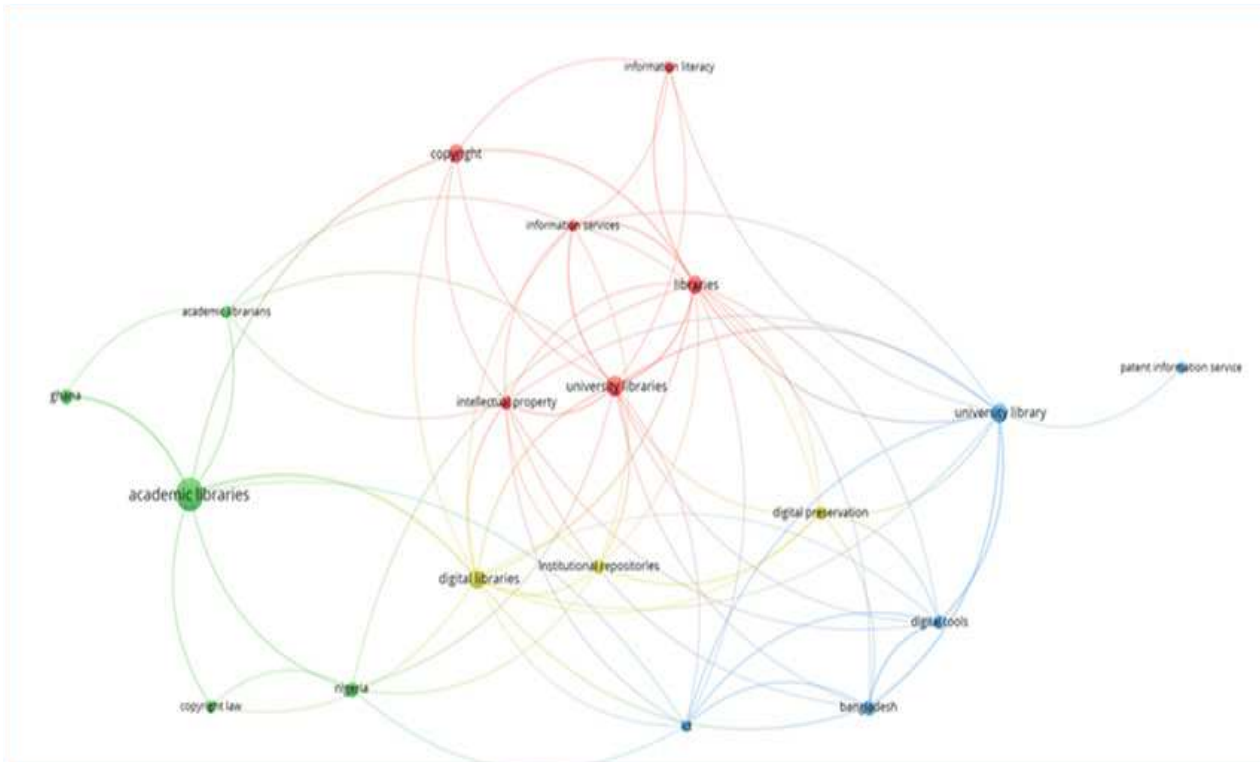 information literacy
copyright
information services
libraries
academic librarians
patent information service
university libraries
ghana
intellectual property
university library
academic libraries
digital preservation
institutional repositories
digital libraries
digital tools
nigeria
copyright law
bangladesh